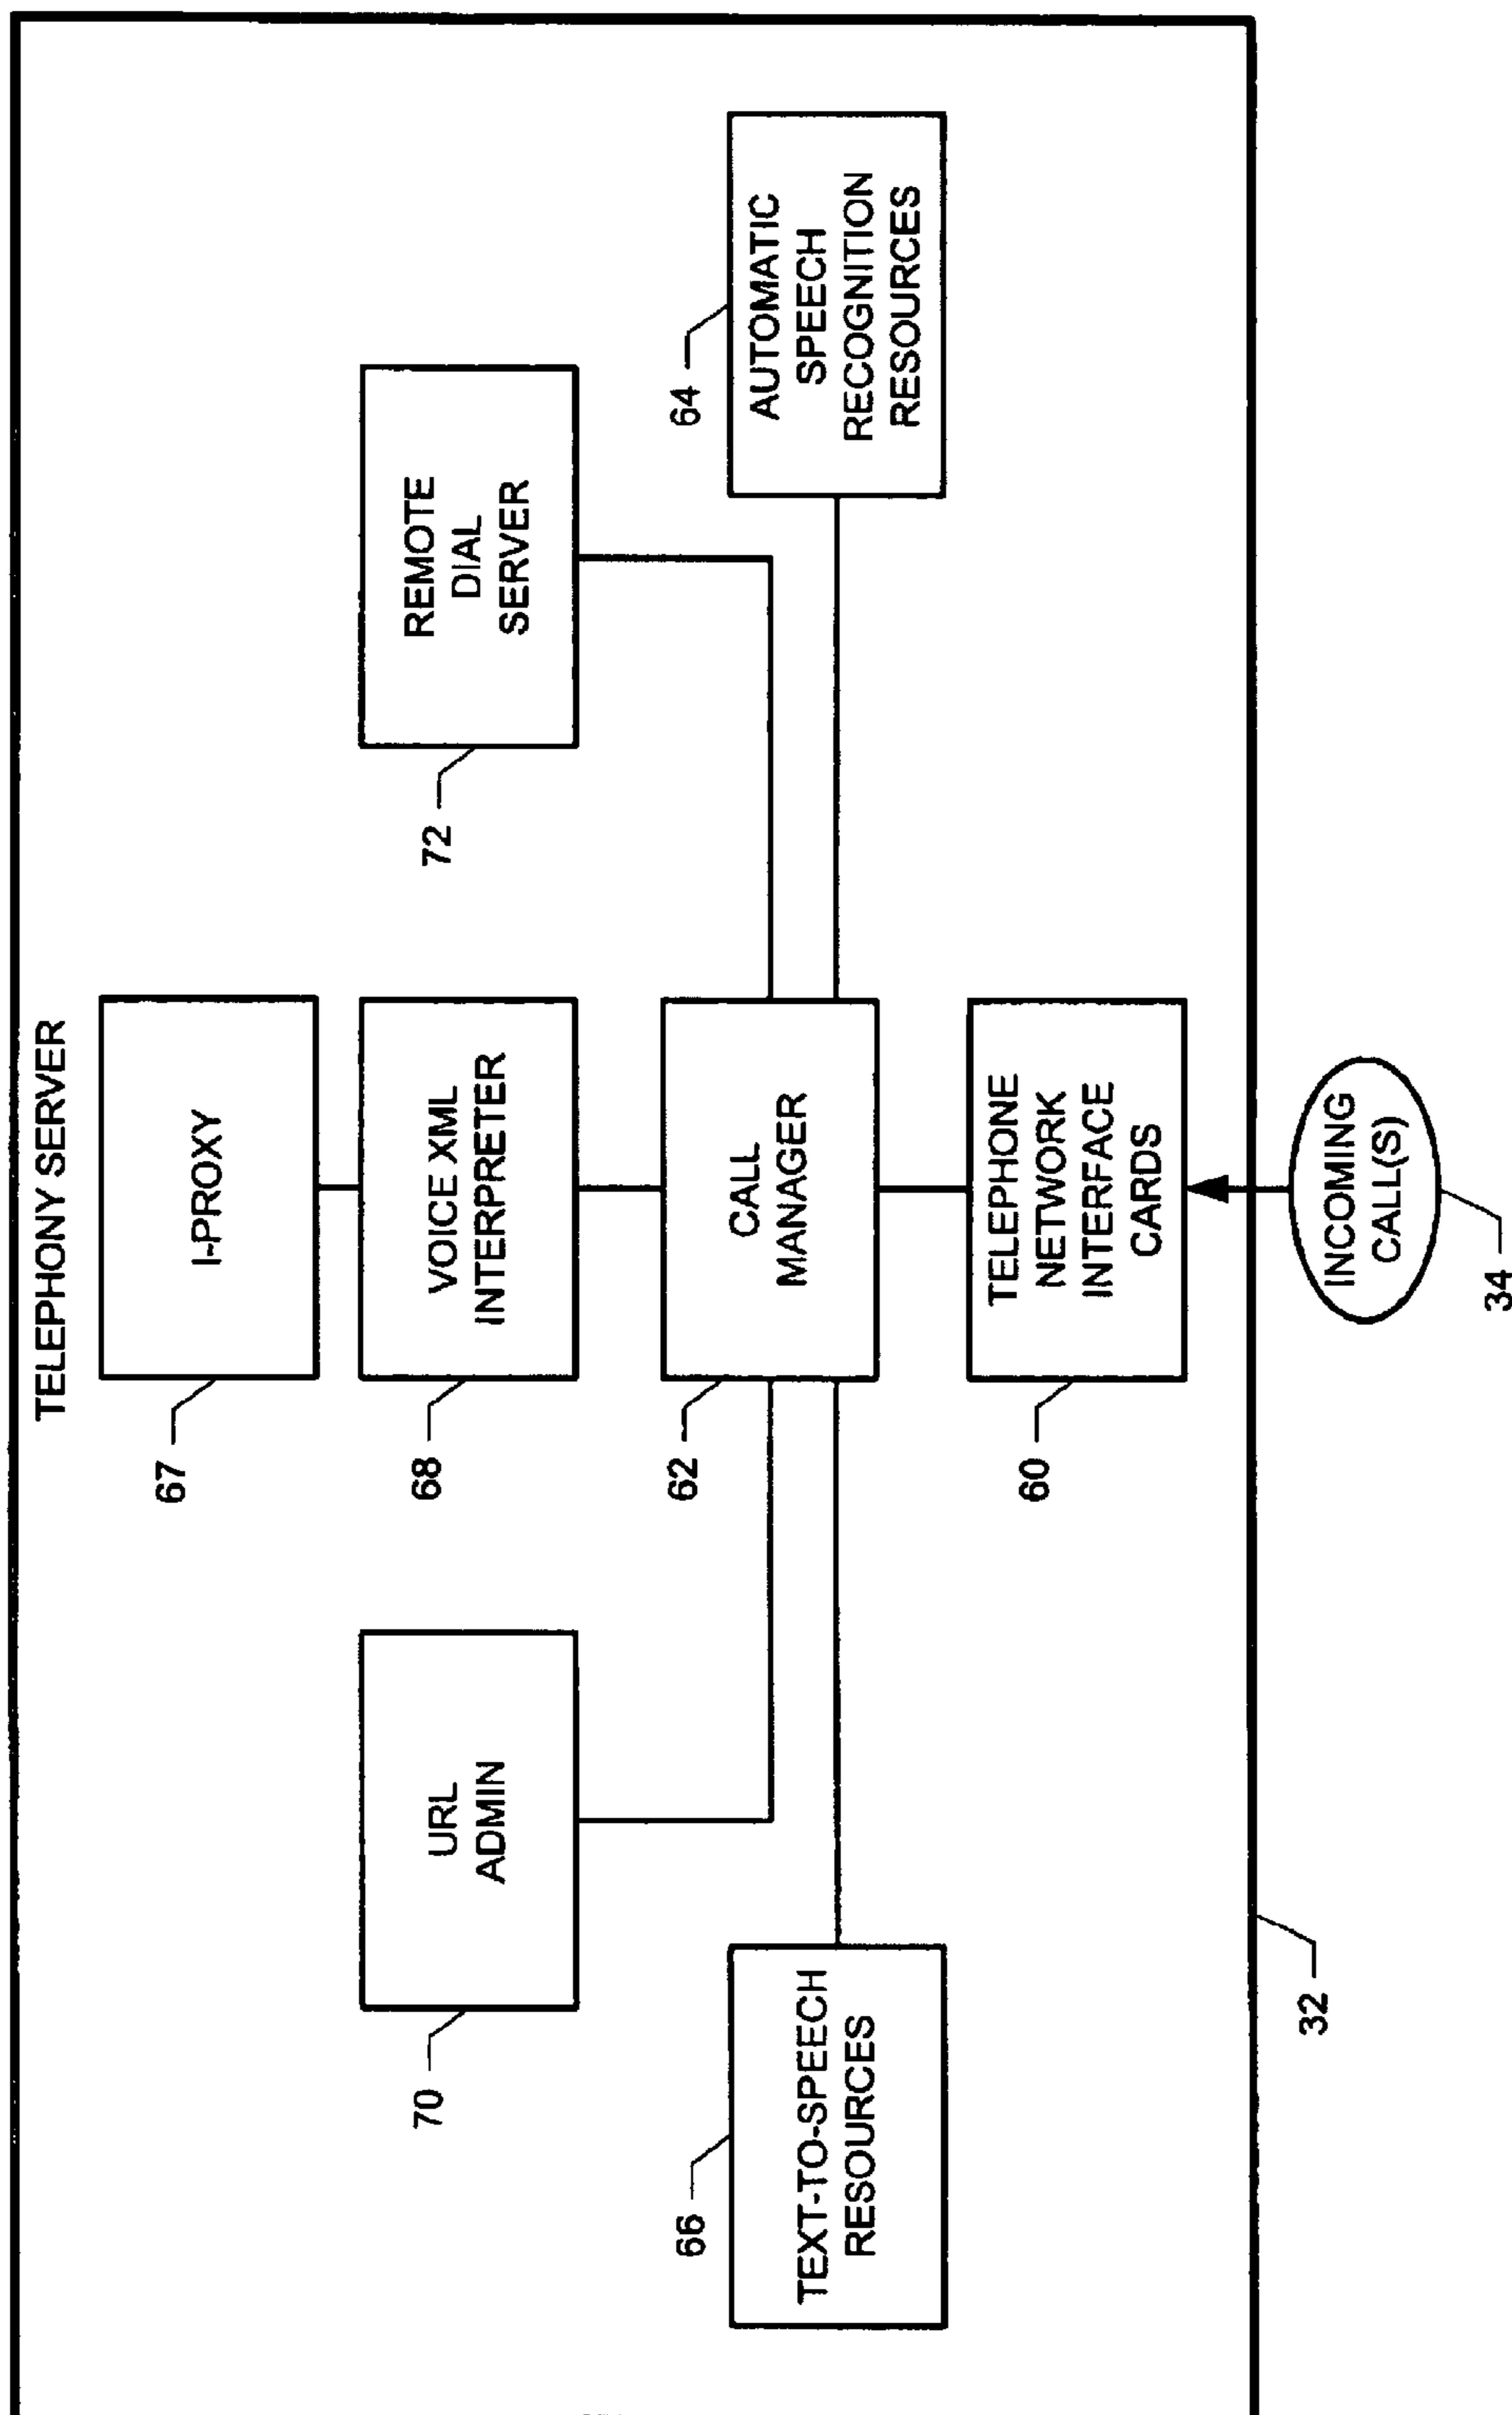 TELEPHONY SERVER
I-PROXY
67
URL
ADMIN
70
VOICE XML
INTERPRETER
68
REMOTE
DIAL
SERVER
72
TEXT-TO-SPEECH
RESOURCES
66
CALL
MANAGER
62
AUTOMATIC
SPEECH
RECOGNITION
RESOURCES
64
TELEPHONE
NETWORK
INTERFACE
CARDS
60
32
INCOMING
CALL(S)
34